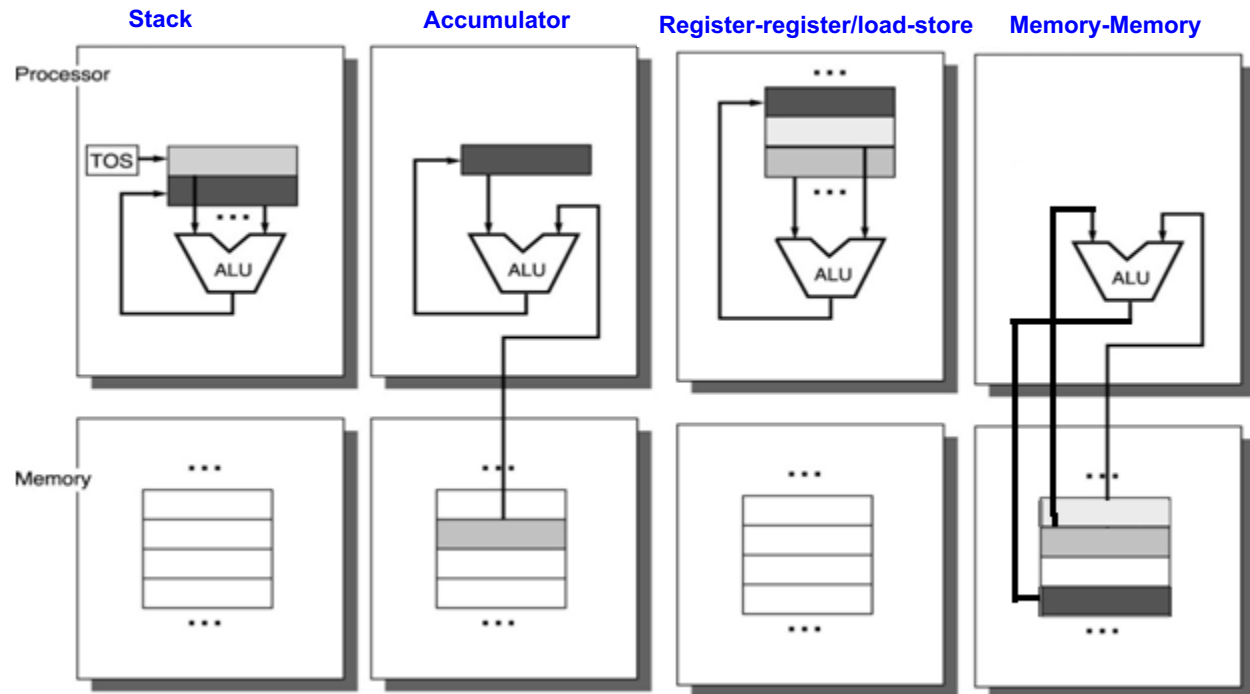 Stack
Accumulator
Register-register/load-store
Memory-Memory
Processor
...
TOS
...
...
ALU
ALU
ALU
ALU
Memory
...
...
...
...
...
...
...
...